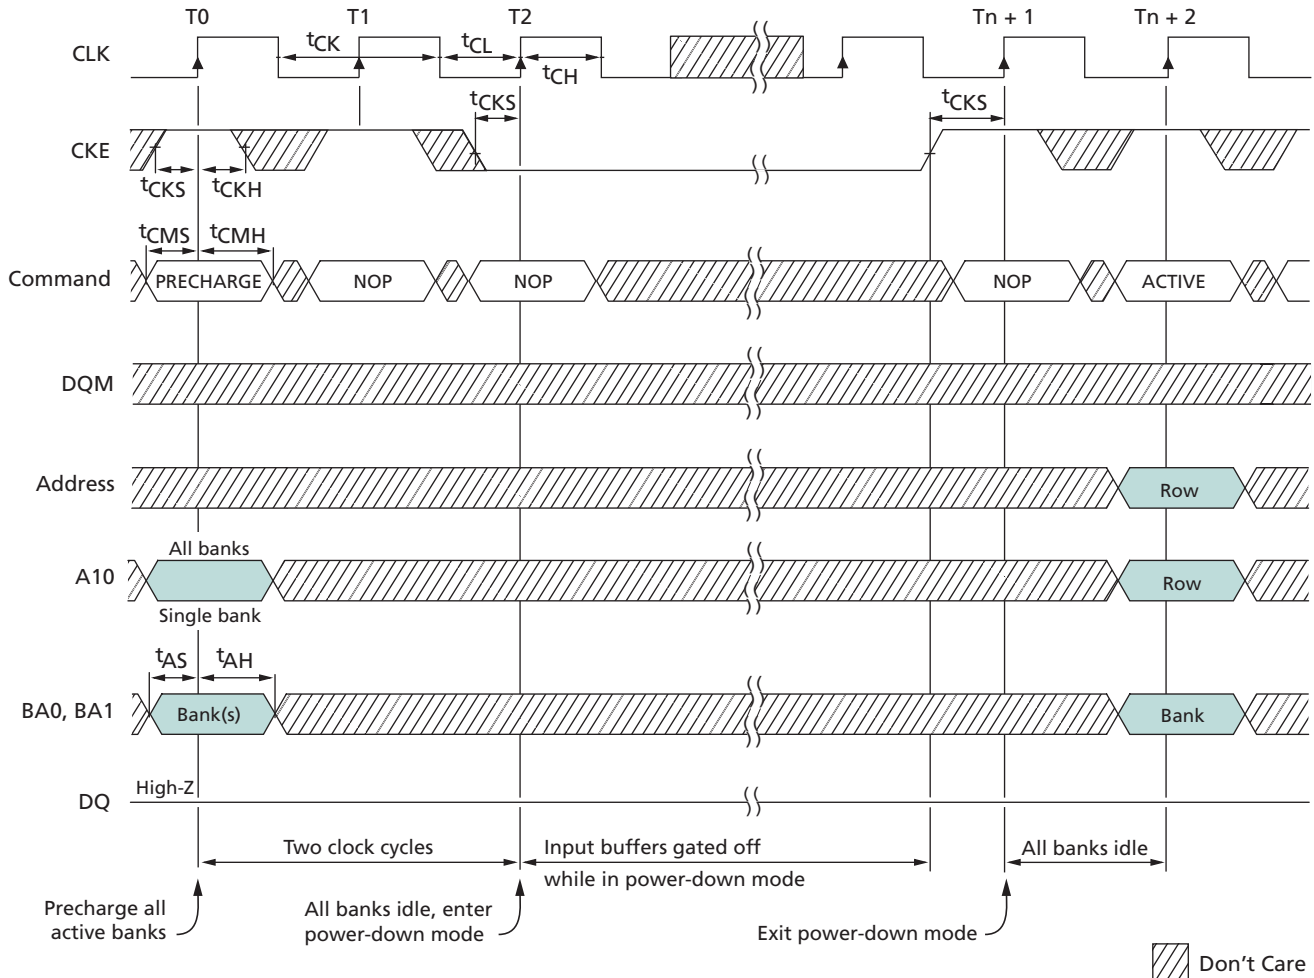 T0 T1 T2 Tn + 1 Tn + 2
CLK
tCK tCL
tCH
tCKS tCKS
CKE
tCKS tCKH
tCMS tCMH
Command PRECHARGE NOP NOP NOP ACTIVE
DQM
Address Row
All banks
A10 Row
Single bank
tAS tAH
BA0, BA1 Bank(s) Bank
High-Z
DQ
Two clock cycles
Input buffers gated off
while in power-down mode
All banks idle
Precharge all
active banks
All banks idle, enter
power-down mode
Exit power-down mode
Don't Care